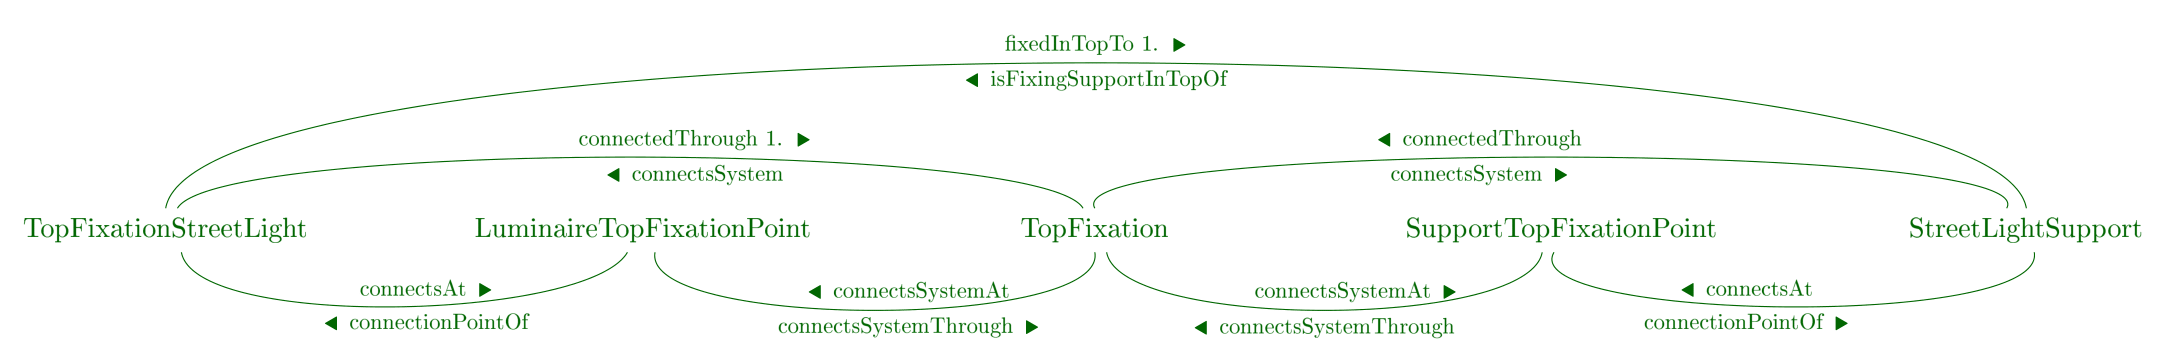 fixedInTopTo 1. ▶
◀ isFixingSupportInTopOf
connectedThrough 1. ▶
◀ connectedThrough
◀ connectsSystem
connectsSystem ▶
TopFixationStreetLight
LuminaireTopFixationPoint
TopFixation
SupportTopFixationPoint
StreetLightSupport
connectsAt ▶
◀ connectsSystemAt
connectsSystemAt ▶
◀ connectsAt
◀ connectionPointOf
connectsSystemThrough ▶
◀ connectsSystemThrough
connectionPointOf ▶